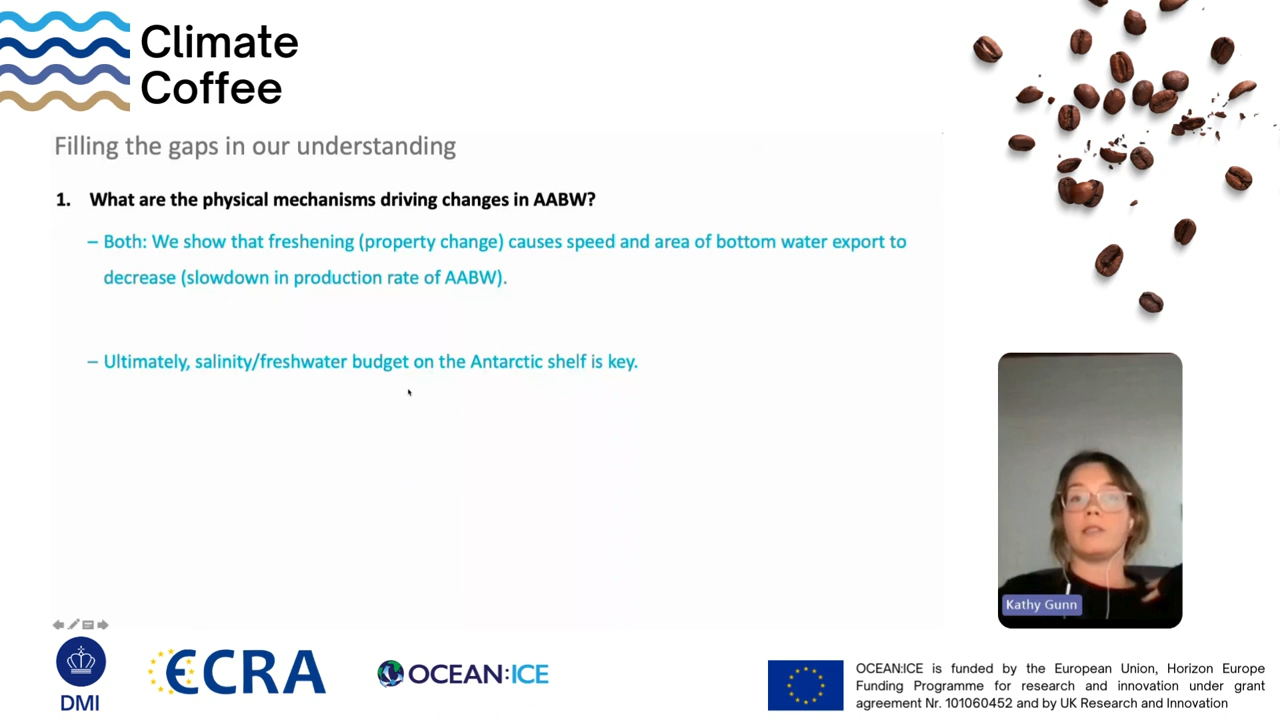 Climate
Coffee
Filling the gaps in our understanding
1. What are the physical mechanisms driving changes in AABW?
– Both: We show that freshening (property change) causes speed and area of bottom water export to
decrease (slowdown in production rate of AABW).
– Ultimately, salinity/freshwater budget on the Antarctic shelf is key.
Kathy Gunn
DMI
ECRA
OCEAN:ICE
OCEAN:ICE is funded by the European Union, Horizon Europe
Funding Programme for research and innovation under grant
agreement Nr. 101060452 and by UK Research and Innovation